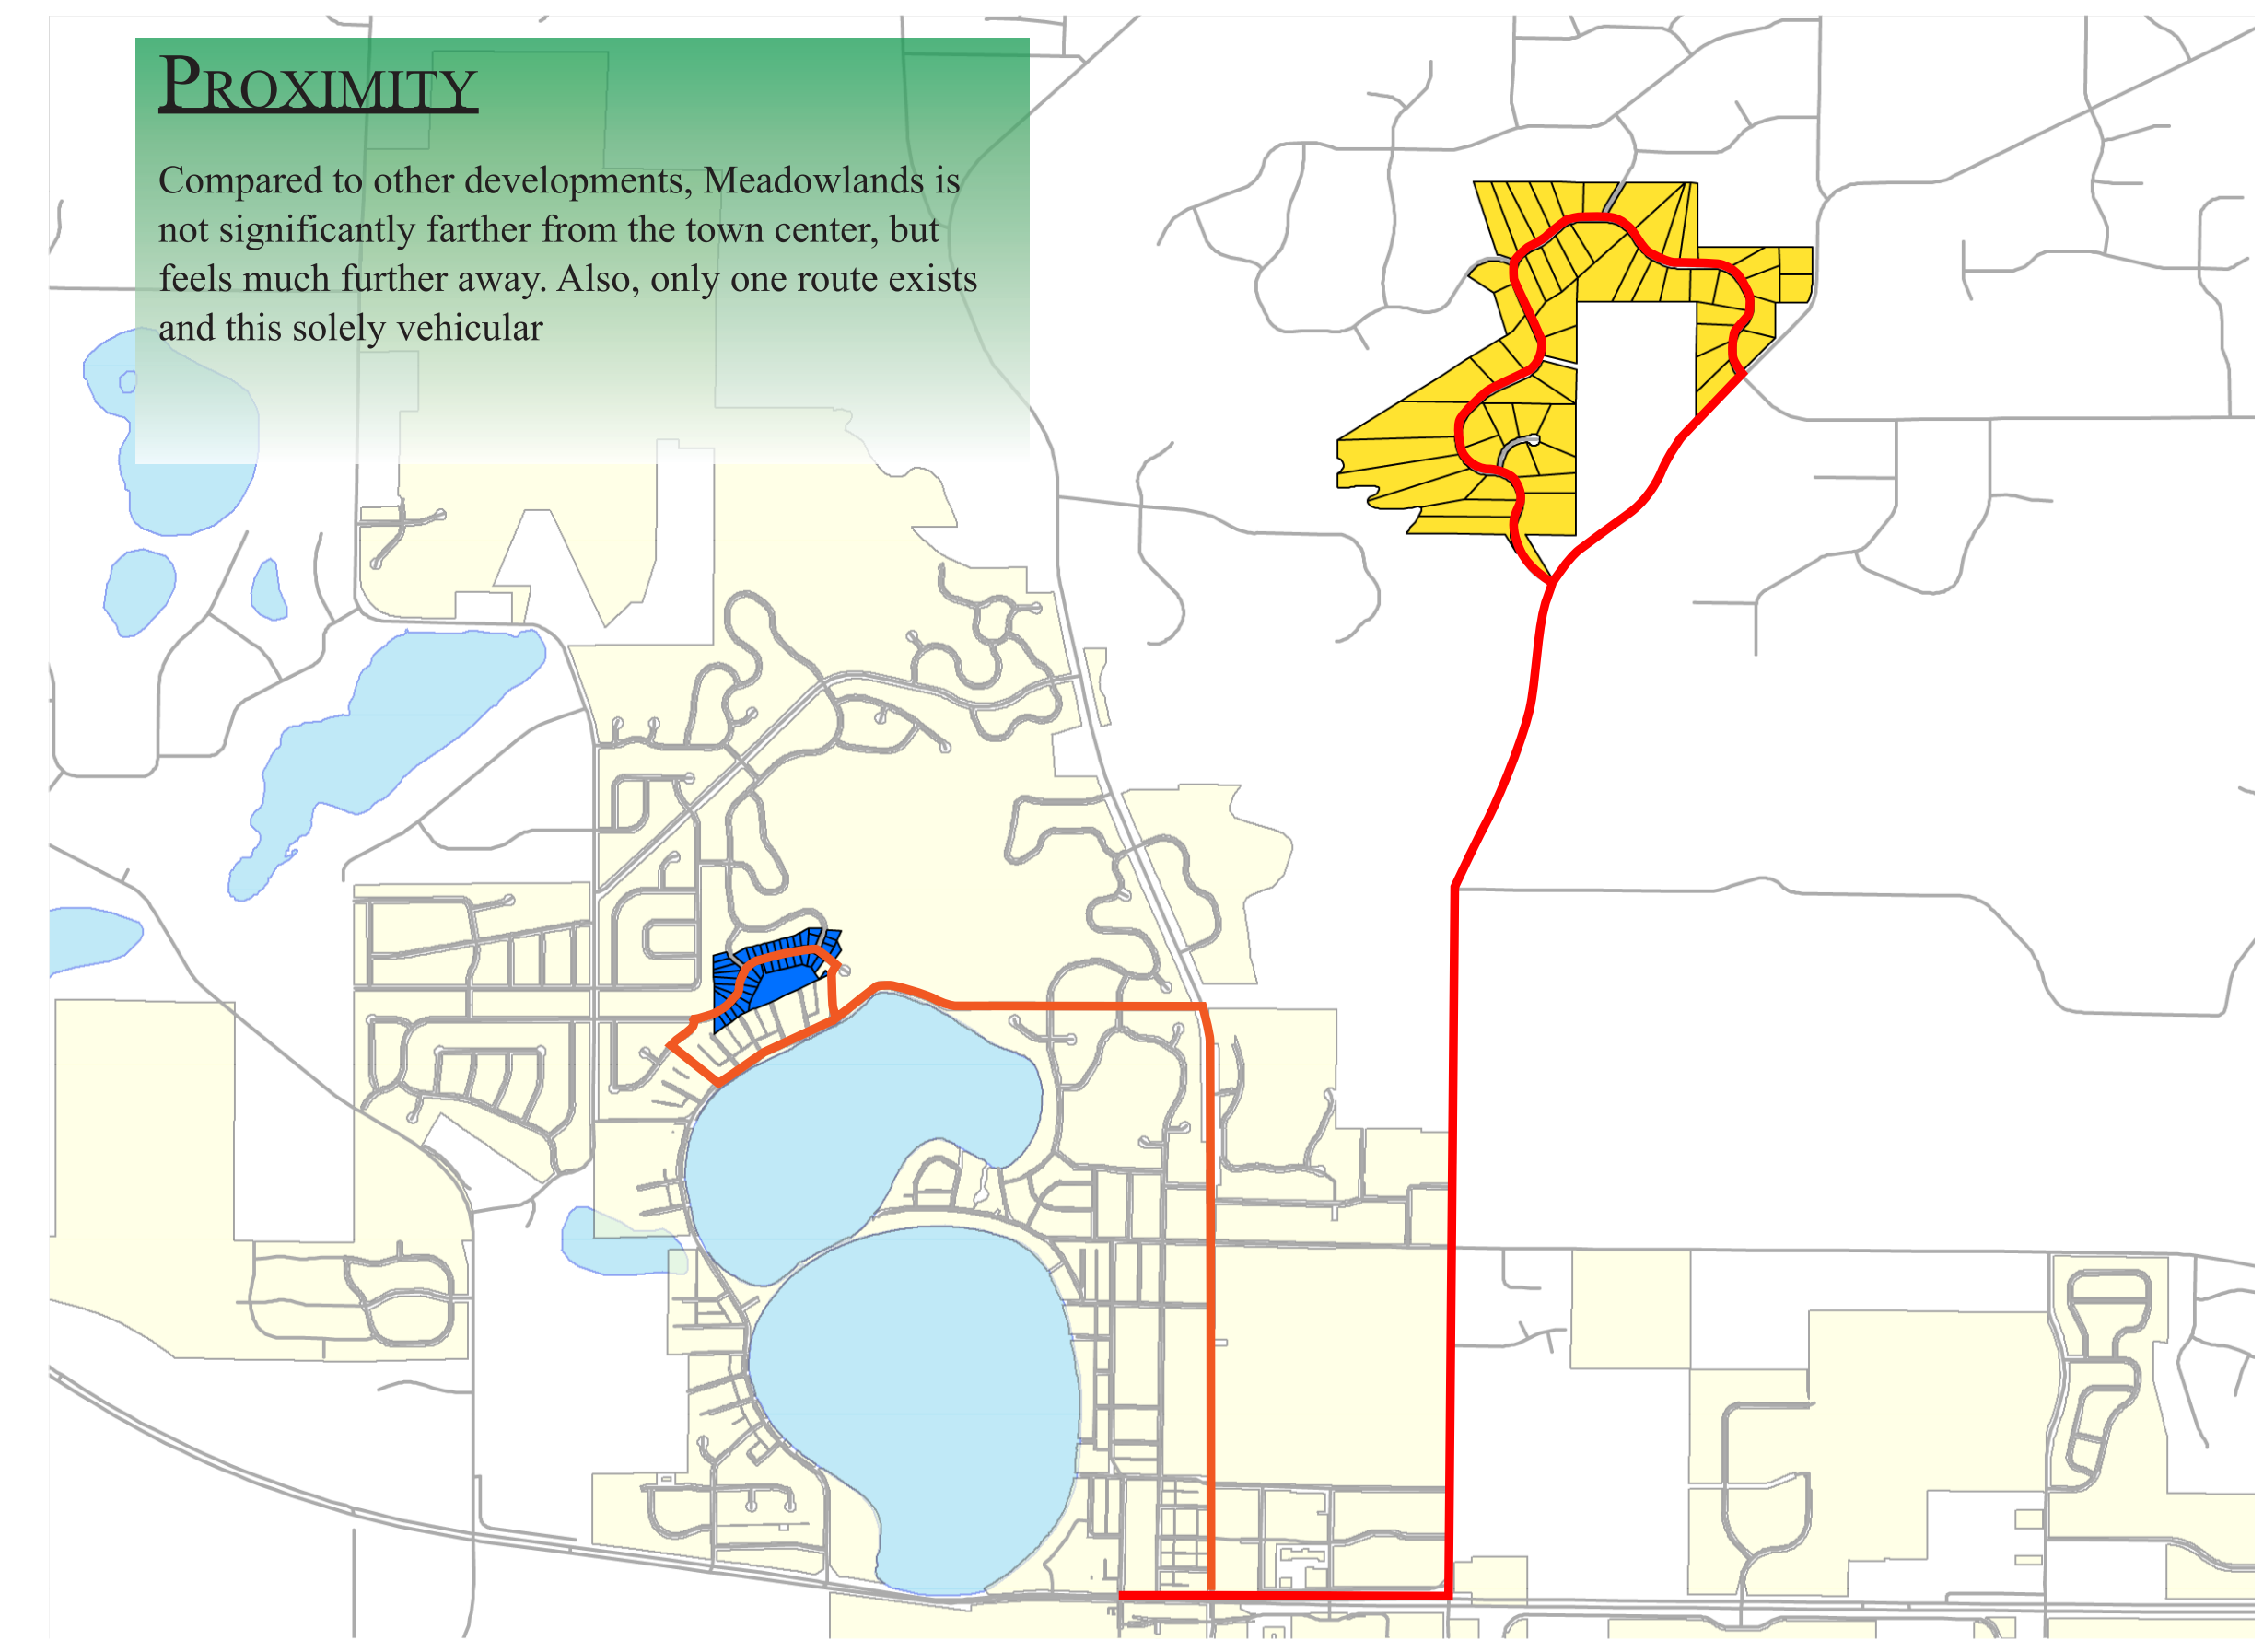 PROXIMITY
Compared to other developments, Meadowlands is
not significantly farther from the town center, but
feels much further away. Also, only one route exists
and this solely vehicular